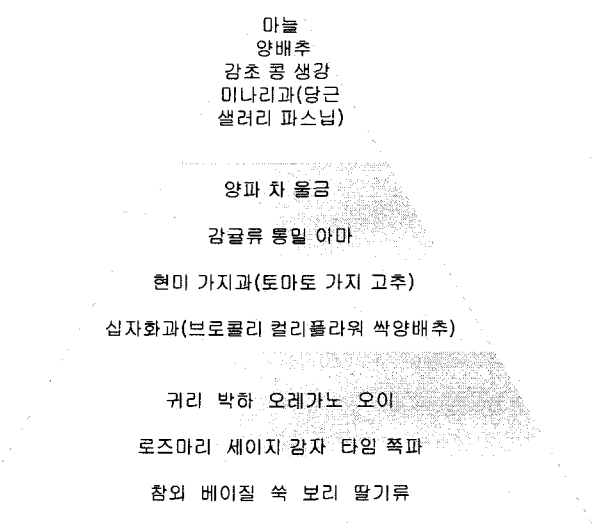 마늘
양배추
감초 콩 생강
미나리과(당근
샐러리 파스닙)
양파 차 울금
감귤류 통밀 아마
현미 가지과(토마토 가지 고추)
십자화과(브로콜리 컬리플라워 싹양배추)
귀리 박하 오레가노 오이
로즈마리 세이지 감자 타임 쪽파
참외 베이질 쑥 보리 딸기류